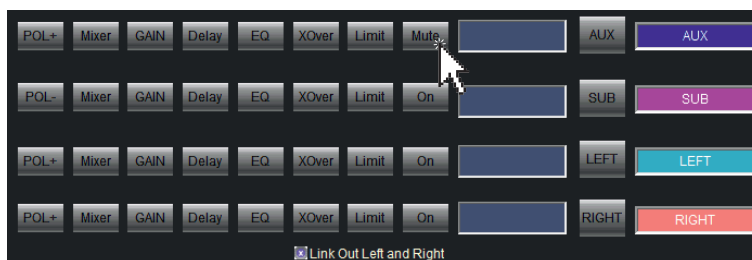 POL+ Mixer GAIN Delay EQ XOver Limit Mute AUX AUX
POL- Mixer GAIN Delay EQ XOver Limit On SUB SUB
POL+ Mixer GAIN Delay EQ XOver Limit On LEFT LEFT
POL+ Mixer GAIN Delay EQ XOver Limit On RIGHT RIGHT
x Link Out Left and Right